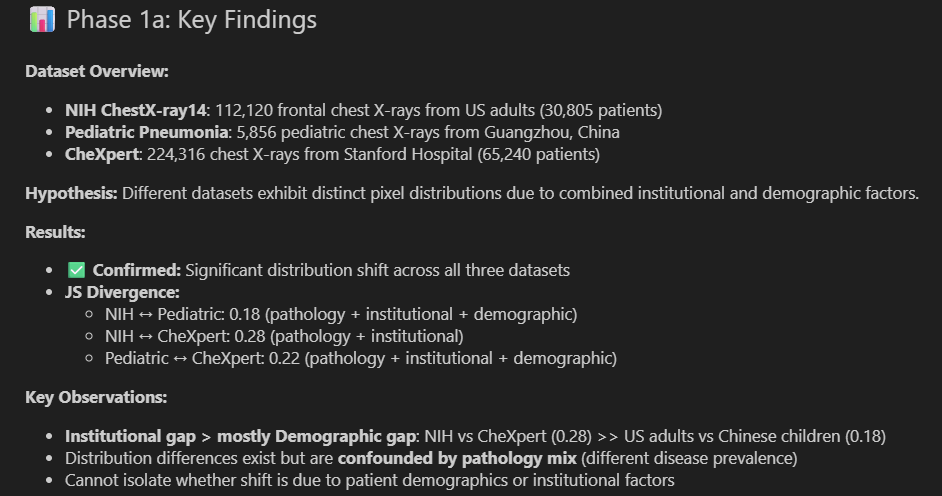 📊 Phase 1a: Key Findings
Dataset Overview:
• NIH ChestX-ray14: 112,120 frontal chest X-rays from US adults (30,805 patients)
• Pediatric Pneumonia: 5,856 pediatric chest X-rays from Guangzhou, China
• CheXpert: 224,316 chest X-rays from Stanford Hospital (65,240 patients)
Hypothesis: Different datasets exhibit distinct pixel distributions due to combined institutional and demographic factors.
Results:
• ✅ Confirmed: Significant distribution shift across all three datasets
• JS Divergence:
○ NIH ↔ Pediatric: 0.18 (pathology + institutional + demographic)
○ NIH ↔ CheXpert: 0.28 (pathology + institutional)
○ Pediatric ↔ CheXpert: 0.22 (pathology + institutional + demographic)
Key Observations:
• Institutional gap > mostly Demographic gap: NIH vs CheXpert (0.28) >> US adults vs Chinese children (0.18)
• Distribution differences exist but are confounded by pathology mix (different disease prevalence)
• Cannot isolate whether shift is due to patient demographics or institutional factors